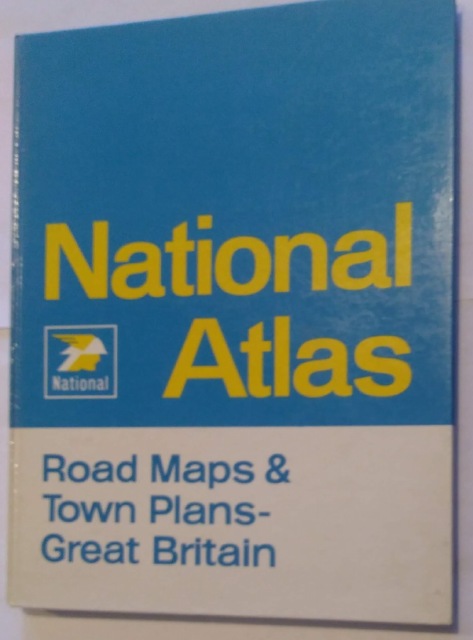 National
Atlas
National
Road Maps &
Town Plans-
Great Britain